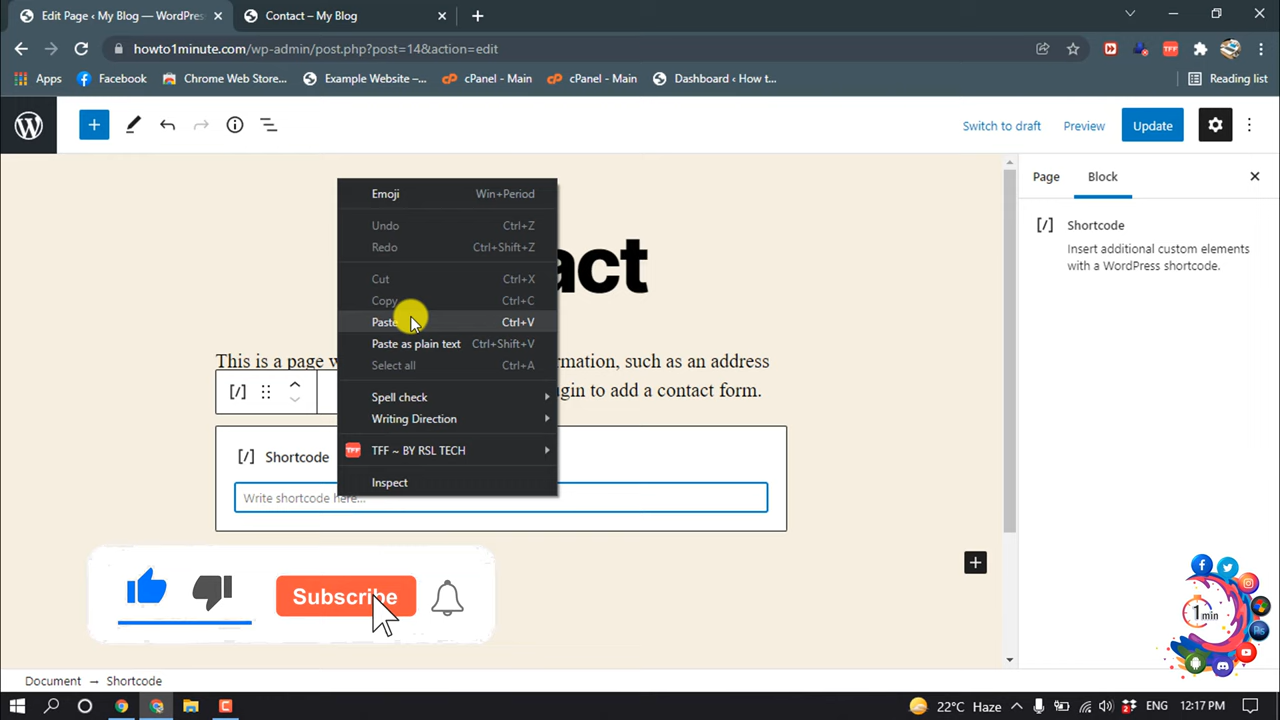 Edit Page ‹ My Blog — WordPres
Contact – My Blog
howto1minute.com/wp-admin/post.php?post=14&action=edit
Apps
Facebook
Chrome Web Store...
Example Website –...
cPanel - Main
cPanel - Main
Dashboard ‹ How t...
Reading list
Switch to draft
Preview
Update
Page
Block
[/] Shortcode
Insert additional custom elements
with a WordPress shortcode.
act
Emoji Win+Period
Undo Ctrl+Z
Redo Ctrl+Shift+Z
Cut Ctrl+X
Copy Ctrl+C
Paste Ctrl+V
Paste as plain text Ctrl+Shift+V
Select all Ctrl+A
Spell check
Writing Direction
TFF TFF ~ BY RSL TECH
Inspect
This is a page w rmation, such as an address
gin to add a contact form.
[/]
[/] Shortcode
Write shortcode here...
Subscribe
1 min
Document → Shortcode
22°C Haze
ENG
12:17 PM